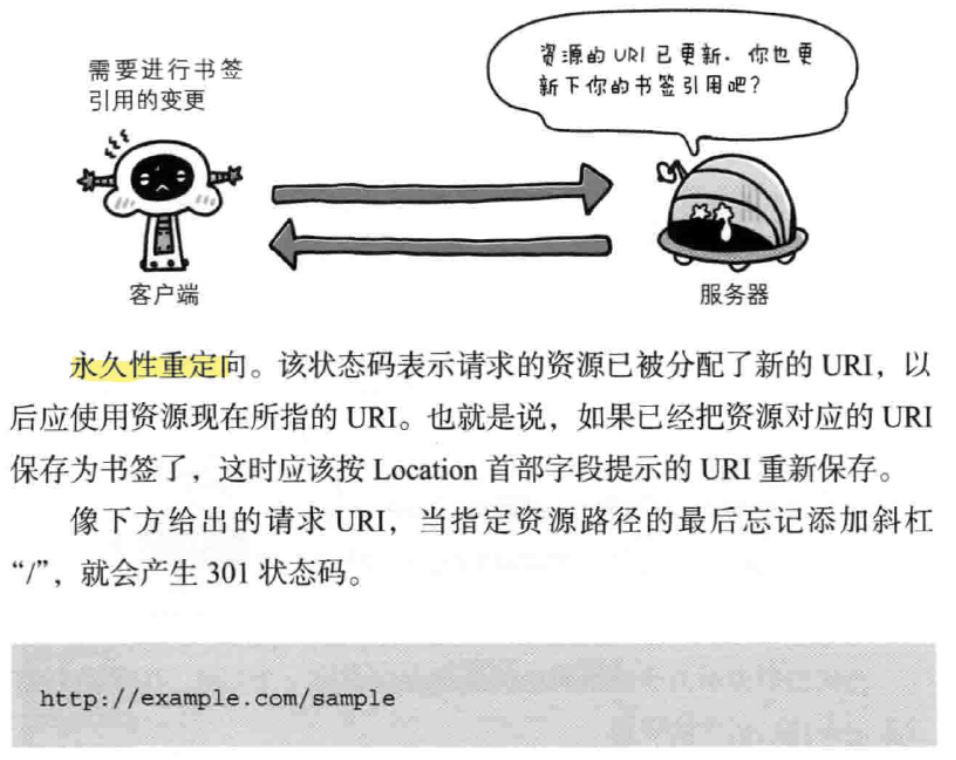 需要进行书签
引用的变更
资源的 URI 已更新. 你也更
新下你的书签引用吧?
客户端
服务器
永久性重定向。该状态码表示请求的资源已被分配了新的 URI，以
后应使用资源现在所指的 URI。也就是说，如果已经把资源对应的 URI
保存为书签了，这时应该按 Location 首部字段提示的 URI 重新保存。
像下方给出的请求 URI，当指定资源路径的最后忘记添加斜杠
“/”，就会产生 301 状态码。
http://example.com/sample